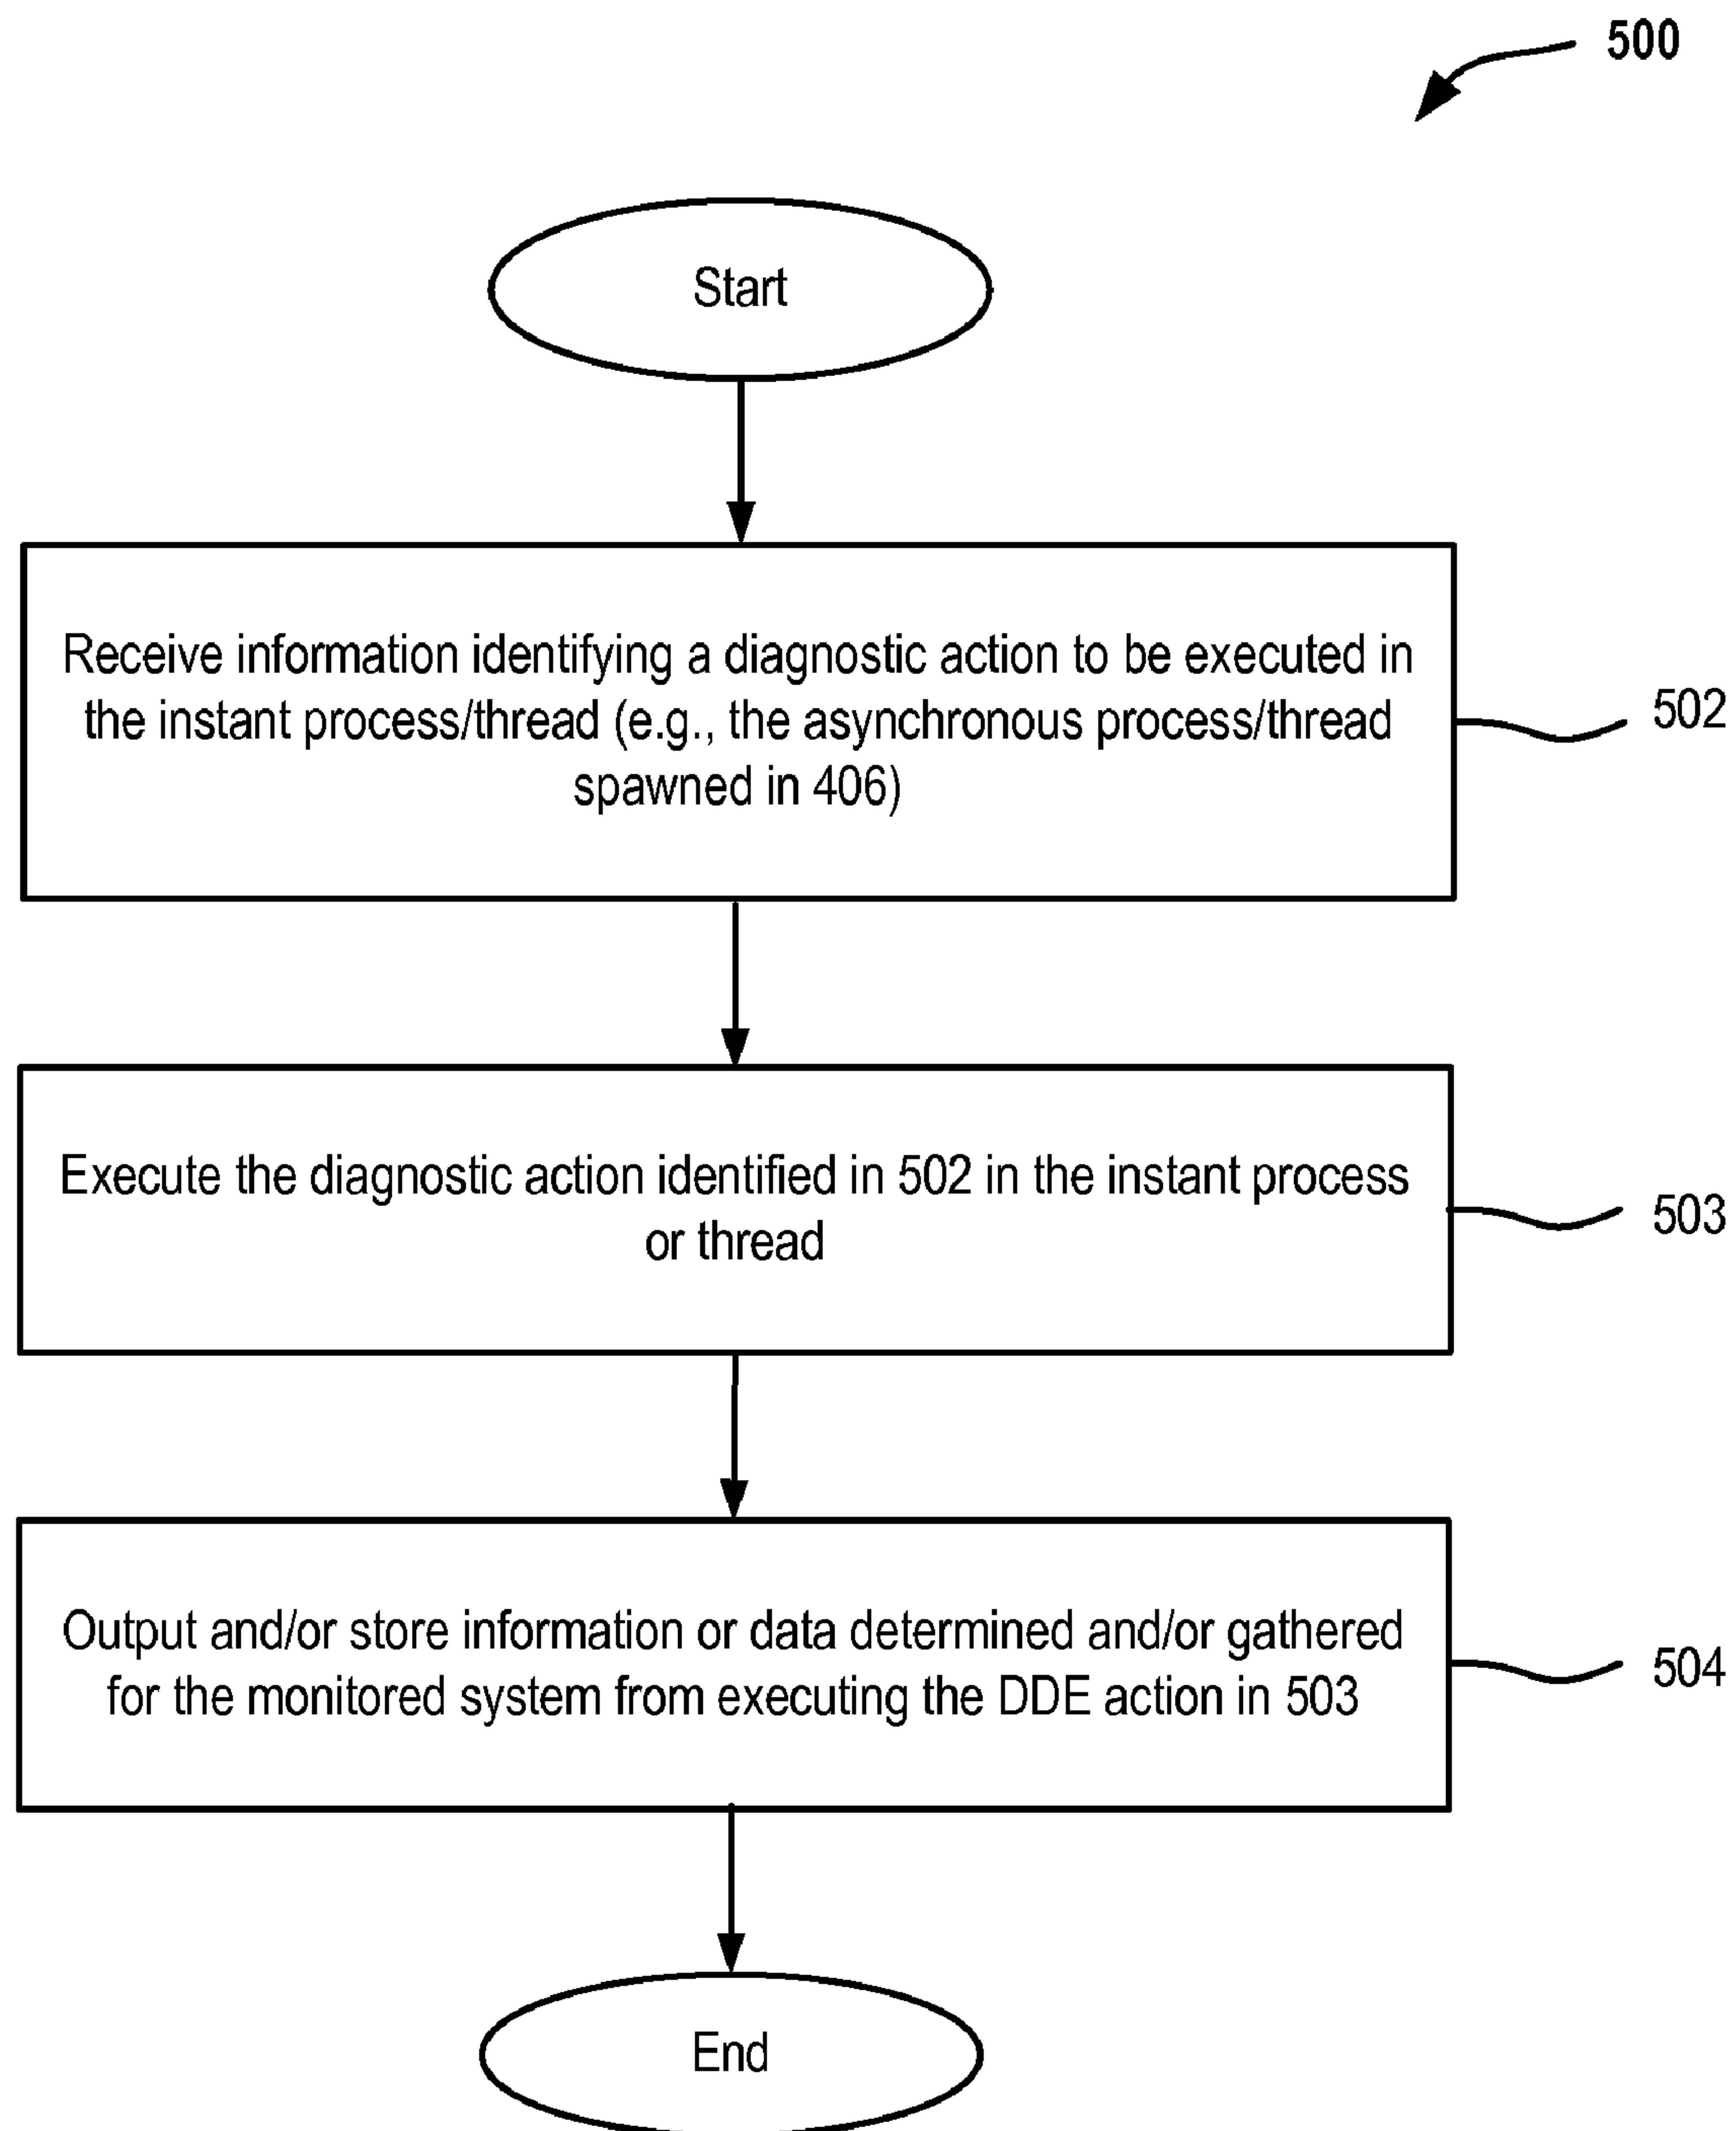 500
Start
Receive information identifying a diagnostic action to be executed in
the instant process/thread (e.g., the asynchronous process/thread
spawned in 406)
502
Execute the diagnostic action identified in 502 in the instant process
or thread
503
Output and/or store information or data determined and/or gathered
for the monitored system from executing the DDE action in 503
504
End